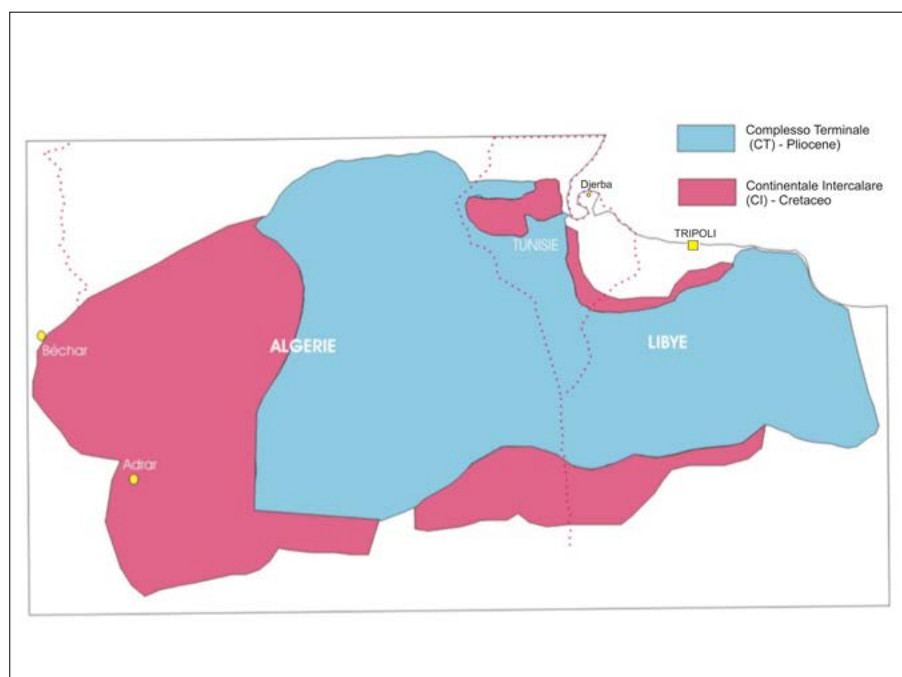 Complesso Terminale
(CT) - Pliocene)
Continentale Intercalare
(CI) - Cretaceo
Djerba
TRIPOLI
TUNISIE
ALGERIE
LIBYE
Béchar
Adrar